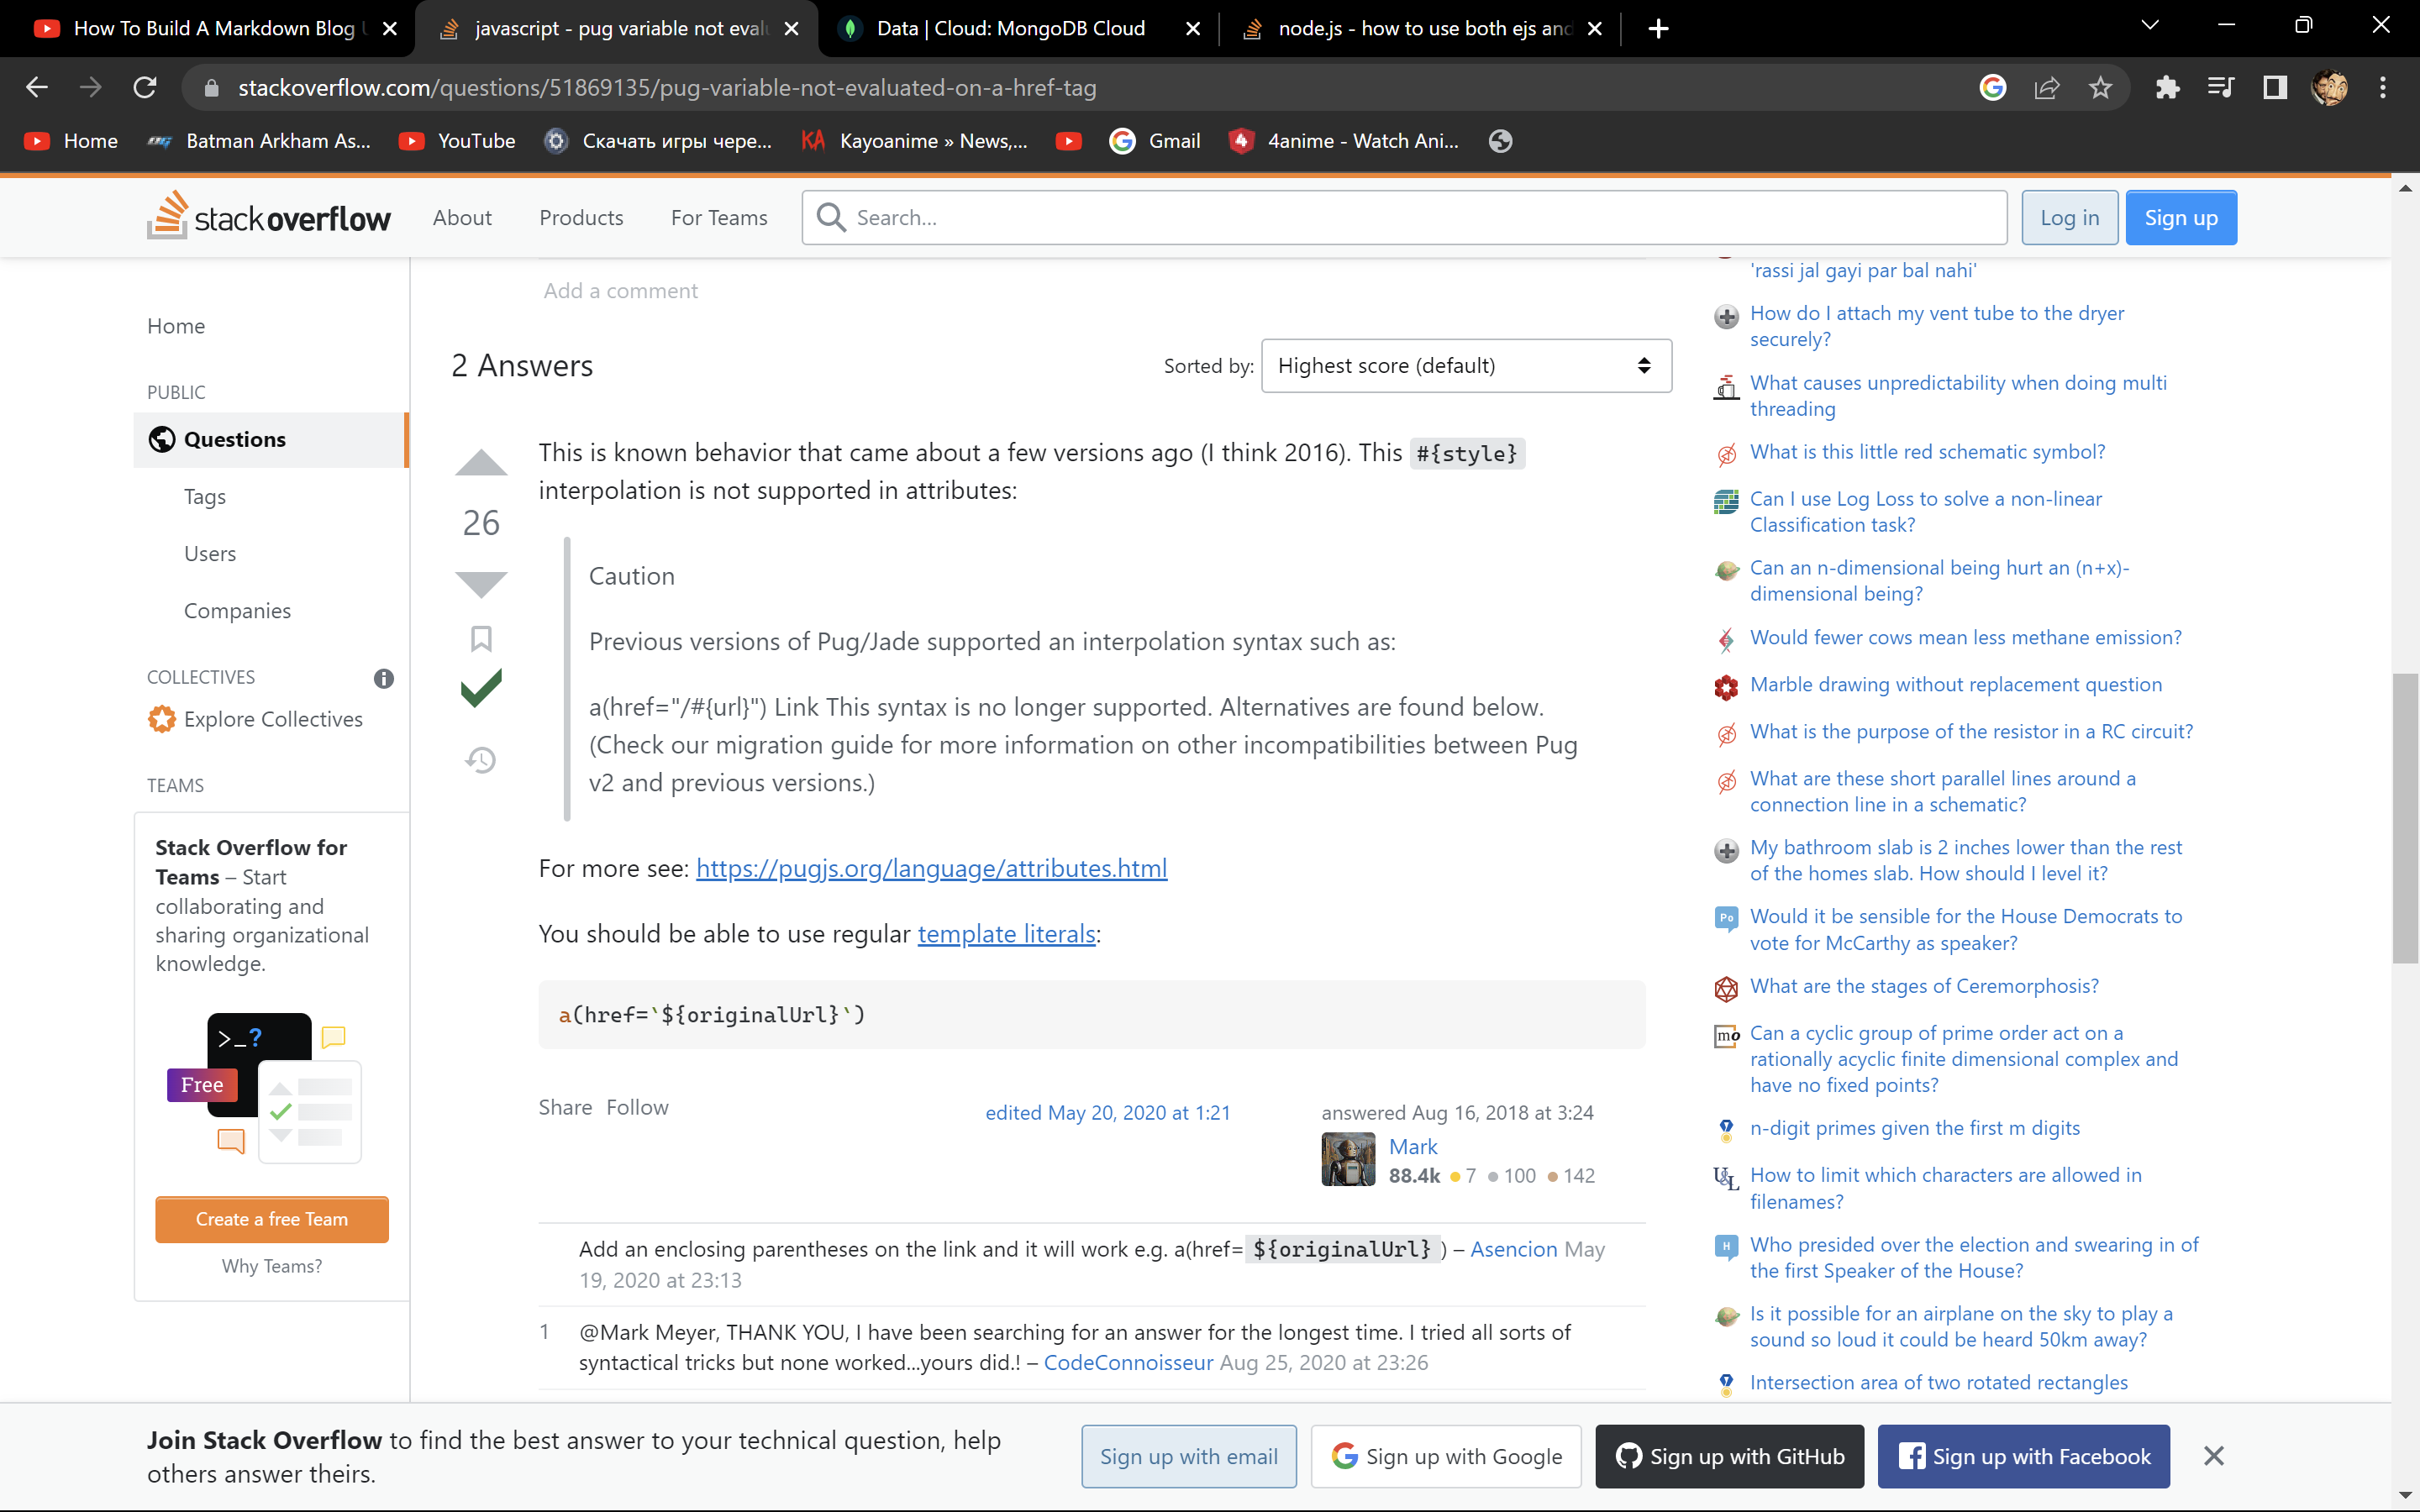 How To Build A Markdown Blog
javascript - pug variable not eval
Data | Cloud: MongoDB Cloud
node.js - how to use both ejs and
stackoverflow.com/questions/51869135/pug-variable-not-evaluated-on-a-href-tag
Home
Batman Arkham As...
YouTube
Скачать игры чере...
KA
Kayoanime » News,...
Gmail
4anime - Watch Ani...
stackoverflow
About
Products
For Teams
Search...
Log in
Sign up
Home
PUBLIC
Questions
Tags
Users
Companies
COLLECTIVES
Explore Collectives
TEAMS
Stack Overflow for
Teams – Start
collaborating and
sharing organizational
knowledge.
>_?
Free
Create a free Team
Why Teams?
Add a comment
2 Answers
Sorted by:
Highest score (default)
26
This is known behavior that came about a few versions ago (I think 2016). This #{style}
interpolation is not supported in attributes:
Caution
Previous versions of Pug/Jade supported an interpolation syntax such as:
a(href="/#{url}") Link This syntax is no longer supported. Alternatives are found below.
(Check our migration guide for more information on other incompatibilities between Pug
v2 and previous versions.)
For more see: https://pugjs.org/language/attributes.html
You should be able to use regular template literals:
a(href=`${originalUrl}`)
Share Follow
edited May 20, 2020 at 1:21
answered Aug 16, 2018 at 3:24
Mark
88.4k 7 100 142
Add an enclosing parentheses on the link and it will work e.g. a(href= ${originalUrl} ) – Asencion May
19, 2020 at 23:13
1
@Mark Meyer, THANK YOU, I have been searching for an answer for the longest time. I tried all sorts of
syntactical tricks but none worked...yours did.! – CodeConnoisseur Aug 25, 2020 at 23:26
'rassi jal gayi par bal nahi'
How do I attach my vent tube to the dryer
securely?
What causes unpredictability when doing multi
threading
What is this little red schematic symbol?
Can I use Log Loss to solve a non-linear
Classification task?
Can an n-dimensional being hurt an (n+x)-
dimensional being?
Would fewer cows mean less methane emission?
Marble drawing without replacement question
What is the purpose of the resistor in a RC circuit?
What are these short parallel lines around a
connection line in a schematic?
My bathroom slab is 2 inches lower than the rest
of the homes slab. How should I level it?
Po
Would it be sensible for the House Democrats to
vote for McCarthy as speaker?
What are the stages of Ceremorphosis?
mo
Can a cyclic group of prime order act on a
rationally acyclic finite dimensional complex and
have no fixed points?
n-digit primes given the first m digits
U&L
How to limit which characters are allowed in
filenames?
H
Who presided over the election and swearing in of
the first Speaker of the House?
Is it possible for an airplane on the sky to play a
sound so loud it could be heard 50km away?
Intersection area of two rotated rectangles
Join Stack Overflow to find the best answer to your technical question, help
others answer theirs.
Sign up with email
Sign up with Google
Sign up with GitHub
Sign up with Facebook